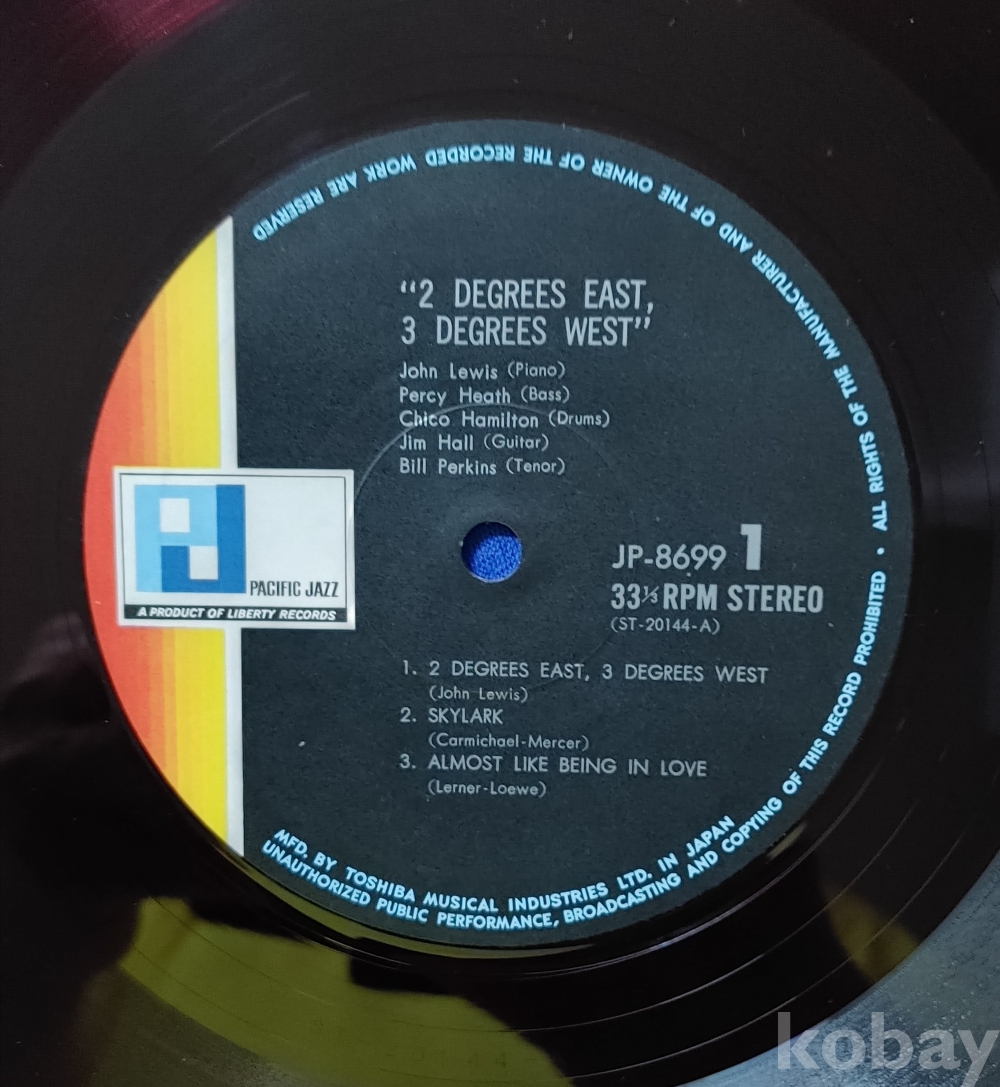 "2 DEGREES EAST,
3 DEGREES WEST"
John Lewis (Piano)
Percy Heath (Bass)
Chico Hamilton (Drums)
Jim Hall (Guitar)
Bill Perkins (Tenor)
PJ
PACIFIC JAZZ
A PRODUCT OF LIBERTY RECORDS
JP-8699 1
33⅓ RPM STEREO
(ST-20144-A)
1. 2 DEGREES EAST, 3 DEGREES WEST
(John Lewis)
2. SKYLARK
(Carmichael-Mercer)
3. ALMOST LIKE BEING IN LOVE
(Lerner-Loewe)
MFD. BY TOSHIBA MUSICAL INDUSTRIES LTD. IN JAPAN
UNAUTHORIZED PUBLIC PERFORMANCE, BROADCASTING AND COPYING OF THIS RECORD PROHIBITED • ALL RIGHTS OF THE MANUFACTURER AND OF THE OWNER OF THE RECORDED WORK ARE RESERVED
kobay